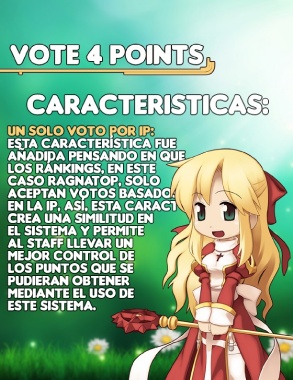 VOTE 4 POINTS
CARACTERISTICAS:
UN SOLO VOTO POR IP:
ESTA CARACTERÍSTICA FUE
AÑADIDA PENSANDO EN QUE
LOS RÁNKINGS, EN ESTE
CASO RAGNATOP, SOLO
ACEPTAN VOTOS BASADO
EN LA IP, ASÍ, ESTA CARACT
CREA UNA SIMILITUD EN
EL SISTEMA Y PERMITE
AL STAFF LLEVAR UN
MEJOR CONTROL DE
LOS PUNTOS QUE SE
PUDIERAN OBTENER
MEDIANTE EL USO DE
ESTE SISTEMA.